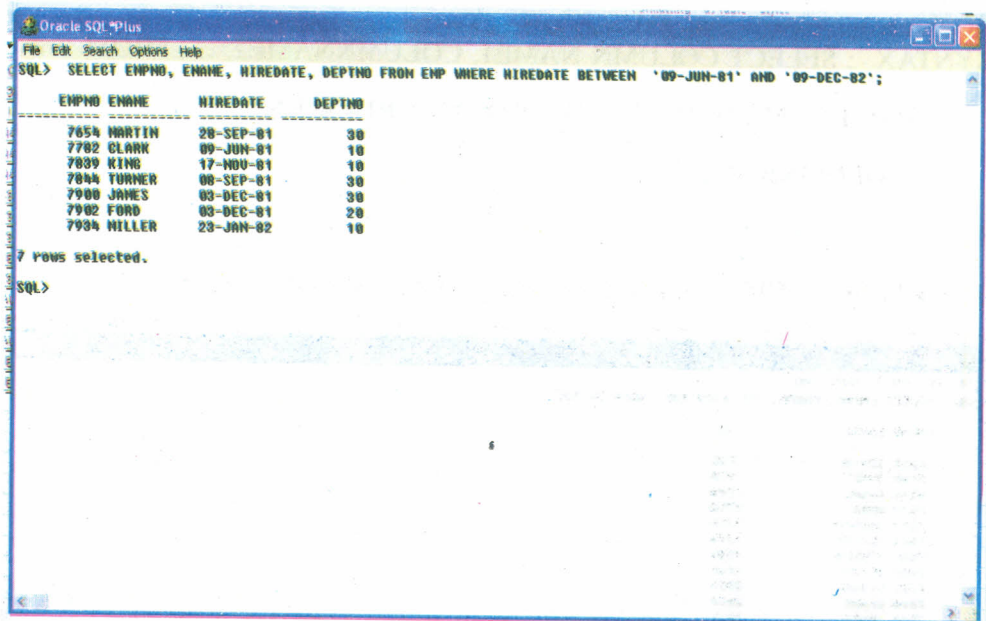 Oracle SQL*Plus
File Edit Search Options Help
SQL> SELECT EMPNO, ENAME, HIREDATE, DEPTNO FROM EMP WHERE HIREDATE BETWEEN '09-JUN-81' AND '09-DEC-82';
EMPNO ENAME HIREDATE DEPTNO
---------- ---------- --------- ----------
7654 MARTIN 28-SEP-81 30
7782 CLARK 09-JUN-81 10
7839 KING 17-NOV-81 10
7844 TURNER 08-SEP-81 30
7900 JAMES 03-DEC-81 30
7902 FORD 03-DEC-81 20
7934 MILLER 23-JAN-82 10
7 rows selected.
SQL>